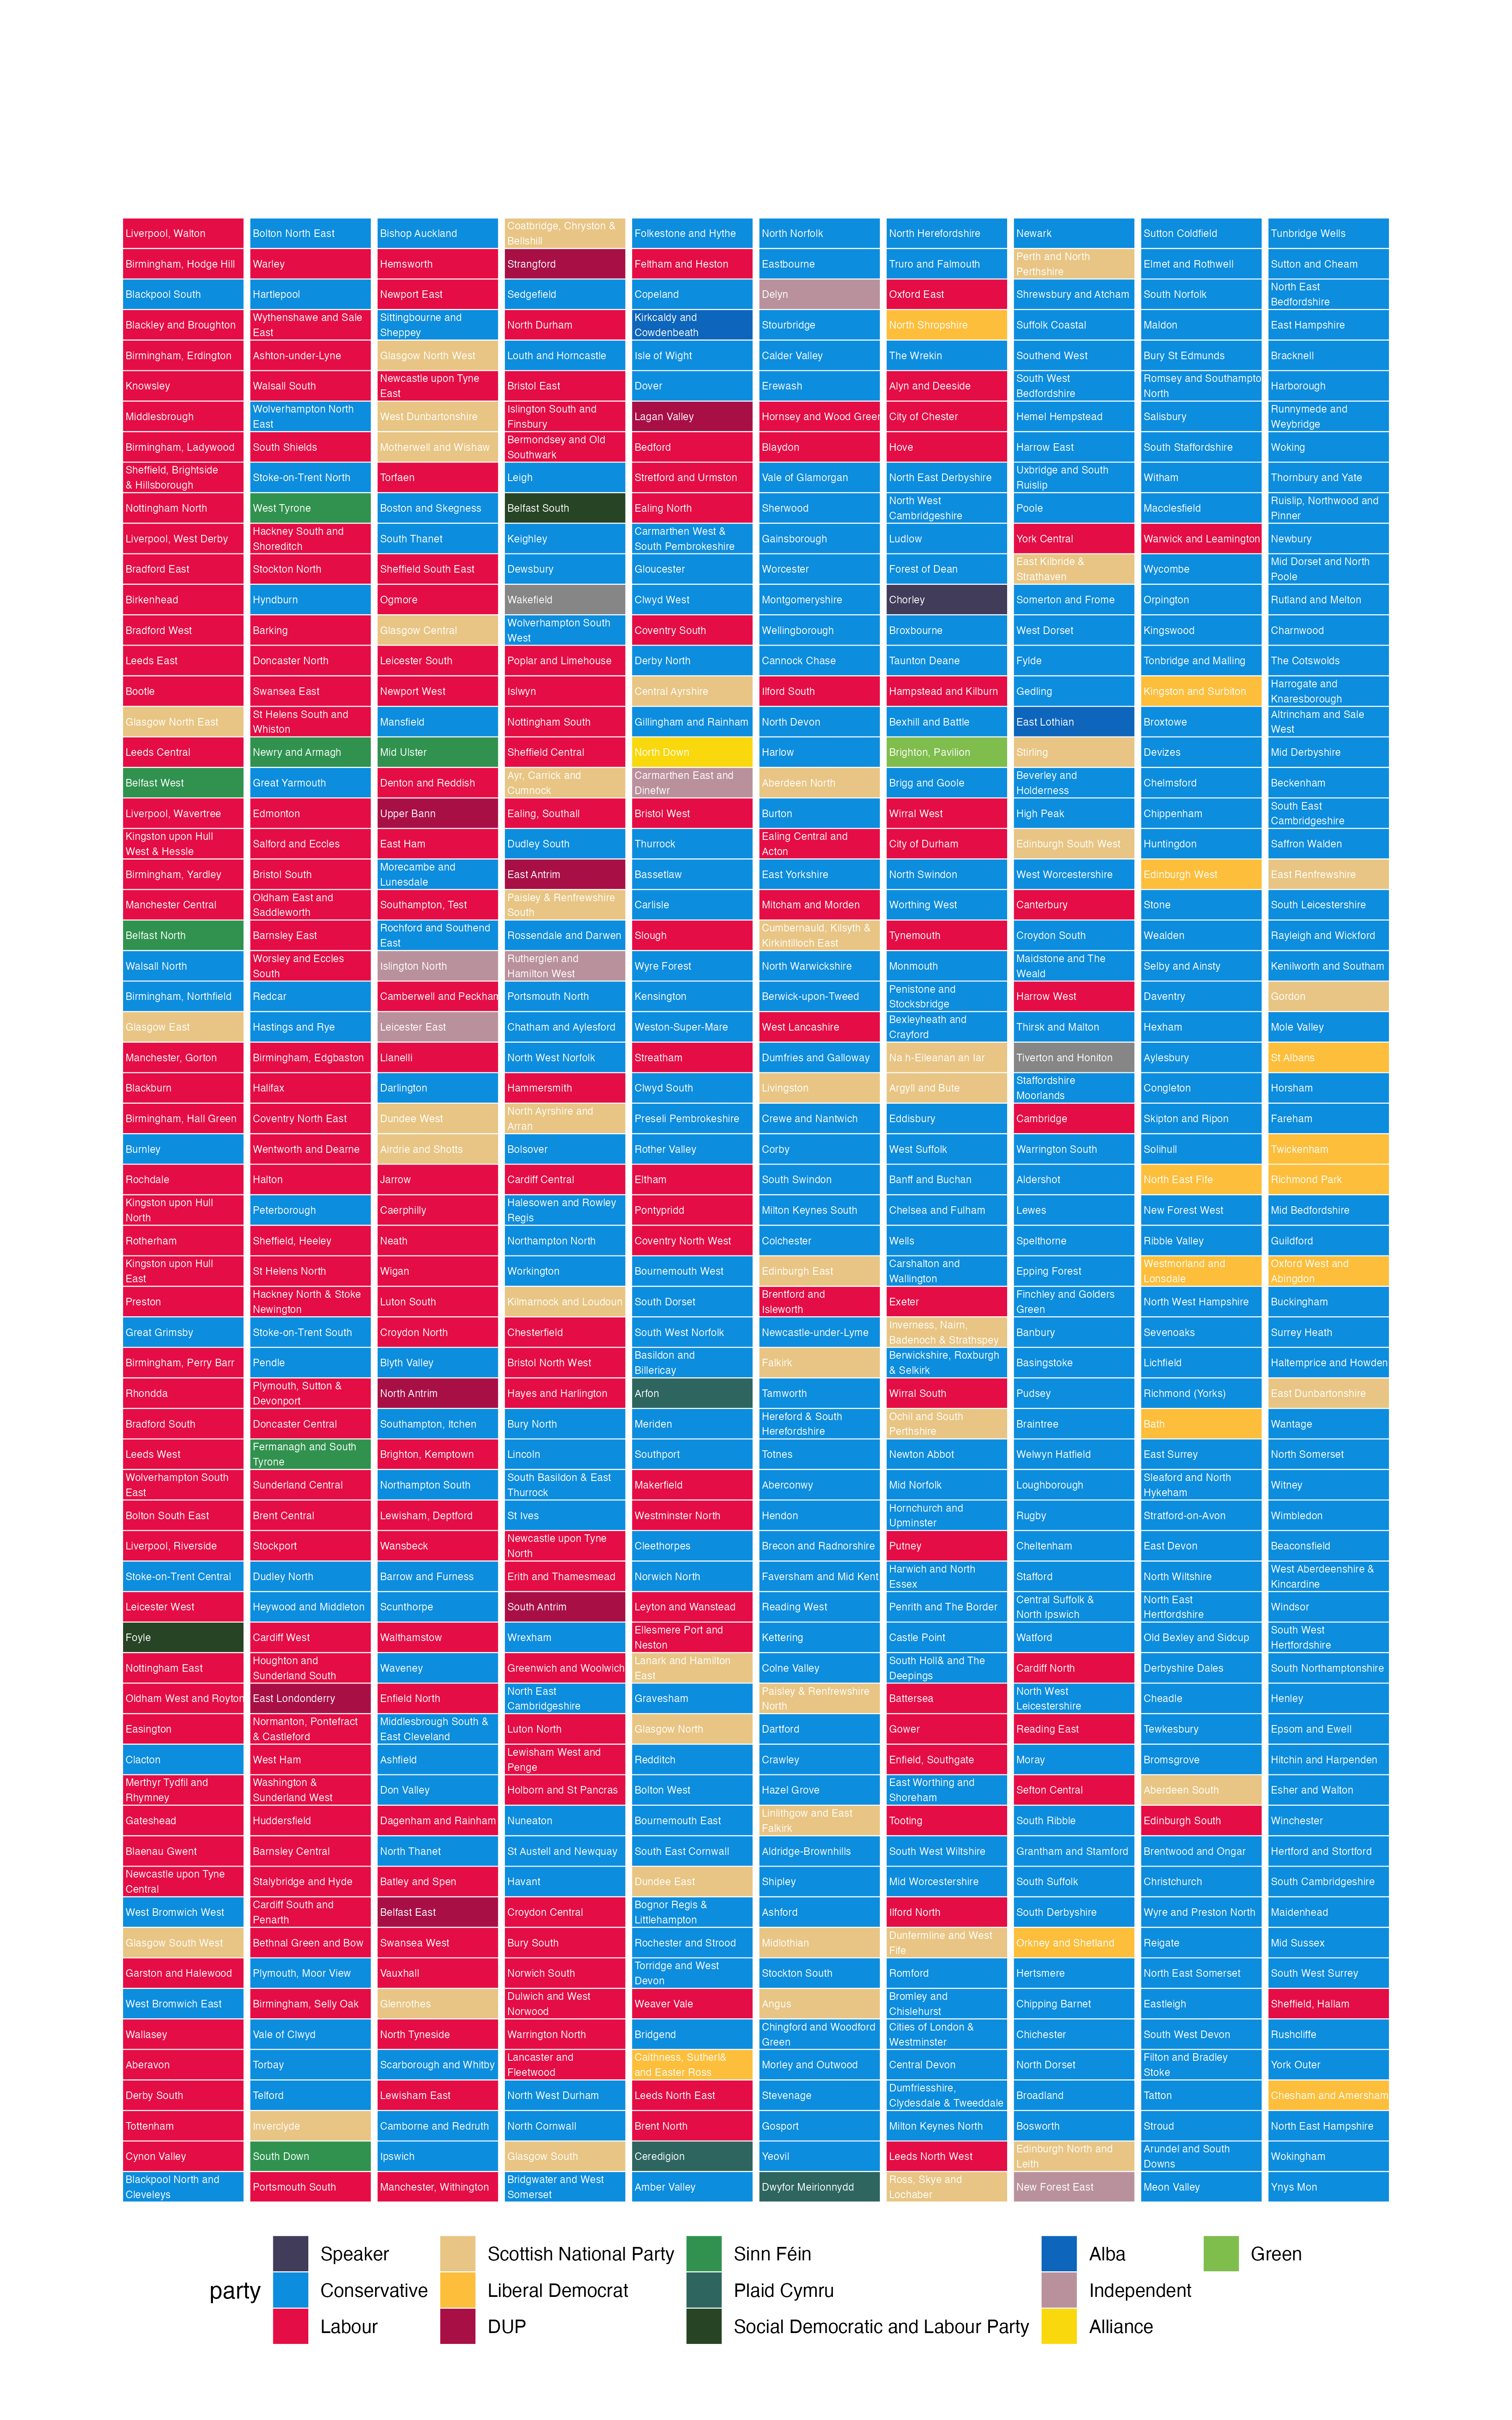 Liverpool, Walton
Birmingham, Hodge Hill
Blackpool South
Blackley and Broughton
Birmingham, Erdington
Knowsley
Middlesbrough
Birmingham, Ladywood
Sheffield, Brightside
& Hillsborough
Nottingham North
Liverpool, West Derby
Bradford East
Birkenhead
Bradford West
Leeds East
Bootle
Glasgow North East
Leeds Central
Belfast West
Liverpool, Wavertree
Kingston upon Hull
West & Hessle
Birmingham, Yardley
Manchester Central
Belfast North
Walsall North
Birmingham, Northfield
Glasgow East
Manchester, Gorton
Blackburn
Birmingham, Hall Green
Burnley
Rochdale
Kingston upon Hull
North
Rotherham
Kingston upon Hull
East
Preston
Great Grimsby
Birmingham, Perry Barr
Rhondda
Bradford South
Leeds West
Wolverhampton South
East
Bolton South East
Liverpool, Riverside
Stoke-on-Trent Central
Leicester West
Foyle
Nottingham East
Oldham West and Royton
Easington
Clacton
Merthyr Tydfil and
Rhymney
Gateshead
Blaenau Gwent
Newcastle upon Tyne
Central
West Bromwich West
Glasgow South West
Garston and Halewood
West Bromwich East
Wallasey
Aberavon
Derby South
Tottenham
Cynon Valley
Blackpool North and
Cleveleys
Bolton North East
Warley
Hartlepool
Wythenshawe and Sale
East
Ashton-under-Lyne
Walsall South
Wolverhampton North
East
South Shields
Stoke-on-Trent North
West Tyrone
Hackney South and
Shoreditch
Stockton North
Hyndburn
Barking
Doncaster North
Swansea East
St Helens South and
Whiston
Newry and Armagh
Great Yarmouth
Edmonton
Salford and Eccles
Bristol South
Oldham East and
Saddleworth
Barnsley East
Worsley and Eccles
South
Redcar
Hastings and Rye
Birmingham, Edgbaston
Halifax
Coventry North East
Wentworth and Dearne
Halton
Peterborough
Sheffield, Heeley
St Helens North
Hackney North & Stoke
Newington
Stoke-on-Trent South
Pendle
Plymouth, Sutton &
Devonport
Doncaster Central
Fermanagh and South
Tyrone
Sunderland Central
Brent Central
Stockport
Dudley North
Heywood and Middleton
Cardiff West
Houghton and
Sunderland South
East Londonderry
Normanton, Pontefract
& Castleford
West Ham
Washington &
Sunderland West
Huddersfield
Barnsley Central
Stalybridge and Hyde
Cardiff South and
Penarth
Bethnal Green and Bow
Plymouth, Moor View
Birmingham, Selly Oak
Vale of Clwyd
Torbay
Telford
Inverclyde
South Down
Portsmouth South
Bishop Auckland
Hemsworth
Newport East
Sittingbourne and
Sheppey
Glasgow North West
Newcastle upon Tyne
East
West Dunbartonshire
Motherwell and Wishaw
Torfaen
Boston and Skegness
South Thanet
Sheffield South East
Ogmore
Glasgow Central
Leicester South
Newport West
Mansfield
Mid Ulster
Denton and Reddish
Upper Bann
East Ham
Morecambe and
Lunesdale
Southampton, Test
Rochford and Southend
East
Islington North
Camberwell and Peckham
Leicester East
Llanelli
Darlington
Dundee West
Airdrie and Shotts
Jarrow
Caerphilly
Neath
Wigan
Luton South
Croydon North
Blyth Valley
North Antrim
Southampton, Itchen
Brighton, Kemptown
Northampton South
Lewisham, Deptford
Wansbeck
Barrow and Furness
Scunthorpe
Walthamstow
Waveney
Enfield North
Middlesbrough South &
East Cleveland
Ashfield
Don Valley
Dagenham and Rainham
North Thanet
Batley and Spen
Belfast East
Swansea West
Vauxhall
Glenrothes
North Tyneside
Scarborough and Whitby
Lewisham East
Camborne and Redruth
Ipswich
Manchester, Withington
Coatbridge, Chryston &
Bellshill
Strangford
Sedgefield
North Durham
Louth and Horncastle
Bristol East
Islington South and
Finsbury
Bermondsey and Old
Southwark
Leigh
Belfast South
Keighley
Dewsbury
Wakefield
Wolverhampton South
West
Poplar and Limehouse
Islwyn
Nottingham South
Sheffield Central
Ayr, Carrick and
Cumnock
Ealing, Southall
Dudley South
East Antrim
Paisley & Renfrewshire
South
Rossendale and Darwen
Rutherglen and
Hamilton West
Portsmouth North
Chatham and Aylesford
North West Norfolk
Hammersmith
North Ayrshire and
Arran
Bolsover
Cardiff Central
Halesowen and Rowley
Regis
Northampton North
Workington
Kilmarnock and Loudoun
Chesterfield
Bristol North West
Hayes and Harlington
Bury North
Lincoln
South Basildon & East
Thurrock
St Ives
Newcastle upon Tyne
North
Erith and Thamesmead
South Antrim
Wrexham
Greenwich and Woolwich
North East
Cambridgeshire
Luton North
Lewisham West and
Penge
Holborn and St Pancras
Nuneaton
St Austell and Newquay
Havant
Croydon Central
Bury South
Norwich South
Dulwich and West
Norwood
Warrington North
Lancaster and
Fleetwood
North West Durham
North Cornwall
Glasgow South
Bridgwater and West
Somerset
Folkestone and Hythe
Feltham and Heston
Copeland
Kirkcaldy and
Cowdenbeath
Isle of Wight
Dover
Lagan Valley
Bedford
Stretford and Urmston
Ealing North
Carmarthen West &
South Pembrokeshire
Gloucester
Clwyd West
Coventry South
Derby North
Central Ayrshire
Gillingham and Rainham
North Down
Carmarthen East and
Dinefwr
Bristol West
Thurrock
Bassetlaw
Carlisle
Slough
Wyre Forest
Kensington
Weston-Super-Mare
Streatham
Clwyd South
Preseli Pembrokeshire
Rother Valley
Eltham
Pontypridd
Coventry North West
Bournemouth West
South Dorset
South West Norfolk
Basildon and
Billericay
Arfon
Meriden
Southport
Makerfield
Westminster North
Cleethorpes
Norwich North
Leyton and Wanstead
Ellesmere Port and
Neston
Lanark and Hamilton
East
Gravesham
Glasgow North
Redditch
Bolton West
Bournemouth East
South East Cornwall
Dundee East
Bognor Regis &
Littlehampton
Rochester and Strood
Torridge and West
Devon
Weaver Vale
Bridgend
Caithness, Sutherl&
and Easter Ross
Leeds North East
Brent North
Ceredigion
Amber Valley
North Norfolk
Eastbourne
Delyn
Stourbridge
Calder Valley
Erewash
Hornsey and Wood Green
Blaydon
Vale of Glamorgan
Sherwood
Gainsborough
Worcester
Montgomeryshire
Wellingborough
Cannock Chase
Ilford South
North Devon
Harlow
Aberdeen North
Burton
Ealing Central and
Acton
East Yorkshire
Mitcham and Morden
Cumbernauld, Kilsyth &
Kirkintilloch East
North Warwickshire
Berwick-upon-Tweed
West Lancashire
Dumfries and Galloway
Livingston
Crewe and Nantwich
Corby
South Swindon
Milton Keynes South
Colchester
Edinburgh East
Brentford and
Isleworth
Newcastle-under-Lyme
Falkirk
Tamworth
Hereford & South
Herefordshire
Totnes
Aberconwy
Hendon
Brecon and Radnorshire
Faversham and Mid Kent
Reading West
Kettering
Colne Valley
Paisley & Renfrewshire
North
Dartford
Crawley
Hazel Grove
Linlithgow and East
Falkirk
Aldridge-Brownhills
Shipley
Ashford
Midlothian
Stockton South
Angus
Chingford and Woodford
Green
Morley and Outwood
Stevenage
Gosport
Yeovil
Dwyfor Meirionnydd
North Herefordshire
Truro and Falmouth
Oxford East
North Shropshire
The Wrekin
Alyn and Deeside
City of Chester
Hove
North East Derbyshire
North West
Cambridgeshire
Ludlow
Forest of Dean
Chorley
Broxbourne
Taunton Deane
Hampstead and Kilburn
Bexhill and Battle
Brighton, Pavilion
Brigg and Goole
Wirral West
City of Durham
North Swindon
Worthing West
Tynemouth
Monmouth
Penistone and
Stocksbridge
Bexleyheath and
Crayford
Na h-Eileanan an Iar
Argyll and Bute
Eddisbury
West Suffolk
Banff and Buchan
Chelsea and Fulham
Wells
Carshalton and
Wallington
Exeter
Inverness, Nairn,
Badenoch & Strathspey
Berwickshire, Roxburgh
& Selkirk
Wirral South
Ochil and South
Perthshire
Newton Abbot
Mid Norfolk
Hornchurch and
Upminster
Putney
Harwich and North
Essex
Penrith and The Border
Castle Point
South Holl& and The
Deepings
Battersea
Gower
Enfield, Southgate
East Worthing and
Shoreham
Tooting
South West Wiltshire
Mid Worcestershire
Ilford North
Dunfermline and West
Fife
Romford
Bromley and
Chislehurst
Cities of London &
Westminster
Central Devon
Dumfriesshire,
Clydesdale & Tweeddale
Milton Keynes North
Leeds North West
Ross, Skye and
Lochaber
Newark
Perth and North
Perthshire
Shrewsbury and Atcham
Suffolk Coastal
Southend West
South West
Bedfordshire
Hemel Hempstead
Harrow East
Uxbridge and South
Ruislip
Poole
York Central
East Kilbride &
Strathaven
Somerton and Frome
West Dorset
Fylde
Gedling
East Lothian
Stirling
Beverley and
Holderness
High Peak
Edinburgh South West
West Worcestershire
Canterbury
Croydon South
Maidstone and The
Weald
Harrow West
Thirsk and Malton
Tiverton and Honiton
Staffordshire
Moorlands
Cambridge
Warrington South
Aldershot
Lewes
Spelthorne
Epping Forest
Finchley and Golders
Green
Banbury
Basingstoke
Pudsey
Braintree
Welwyn Hatfield
Loughborough
Rugby
Cheltenham
Stafford
Central Suffolk &
North Ipswich
Watford
Cardiff North
North West
Leicestershire
Reading East
Moray
Sefton Central
South Ribble
Grantham and Stamford
South Suffolk
South Derbyshire
Orkney and Shetland
Hertsmere
Chipping Barnet
Chichester
North Dorset
Broadland
Bosworth
Edinburgh North and
Leith
New Forest East
Sutton Coldfield
Elmet and Rothwell
South Norfolk
Maldon
Bury St Edmunds
Romsey and Southampto
North
Salisbury
South Staffordshire
Witham
Macclesfield
Warwick and Leamington
Wycombe
Orpington
Kingswood
Tonbridge and Malling
Kingston and Surbiton
Broxtowe
Devizes
Chelmsford
Chippenham
Huntingdon
Edinburgh West
Stone
Wealden
Selby and Ainsty
Daventry
Hexham
Aylesbury
Congleton
Skipton and Ripon
Solihull
North East Fife
New Forest West
Ribble Valley
Westmorland and
Lonsdale
North West Hampshire
Sevenoaks
Lichfield
Richmond (Yorks)
Bath
East Surrey
Sleaford and North
Hykeham
Stratford-on-Avon
East Devon
North Wiltshire
North East
Hertfordshire
Old Bexley and Sidcup
Derbyshire Dales
Cheadle
Tewkesbury
Bromsgrove
Aberdeen South
Edinburgh South
Brentwood and Ongar
Christchurch
Wyre and Preston North
Reigate
North East Somerset
Eastleigh
South West Devon
Filton and Bradley
Stoke
Tatton
Stroud
Arundel and South
Downs
Meon Valley
Tunbridge Wells
Sutton and Cheam
North East
Bedfordshire
East Hampshire
Bracknell
Harborough
Runnymede and
Weybridge
Woking
Thornbury and Yate
Ruislip, Northwood and
Pinner
Newbury
Mid Dorset and North
Poole
Rutland and Melton
Charnwood
The Cotswolds
Harrogate and
Knaresborough
Altrincham and Sale
West
Mid Derbyshire
Beckenham
South East
Cambridgeshire
Saffron Walden
East Renfrewshire
South Leicestershire
Rayleigh and Wickford
Kenilworth and Southam
Gordon
Mole Valley
St Albans
Horsham
Fareham
Twickenham
Richmond Park
Mid Bedfordshire
Guildford
Oxford West and
Abingdon
Buckingham
Surrey Heath
Haltemprice and Howden
East Dunbartonshire
Wantage
North Somerset
Witney
Wimbledon
Beaconsfield
West Aberdeenshire &
Kincardine
Windsor
South West
Hertfordshire
South Northamptonshire
Henley
Epsom and Ewell
Hitchin and Harpenden
Esher and Walton
Winchester
Hertford and Stortford
South Cambridgeshire
Maidenhead
Mid Sussex
South West Surrey
Sheffield, Hallam
Rushcliffe
York Outer
Chesham and Amersham
North East Hampshire
Wokingham
Ynys Mon
party
Speaker
Conservative
Labour
Scottish National Party
Liberal Democrat
DUP
Sinn Féin
Plaid Cymru
Social Democratic and Labour Party
Alba
Independent
Alliance
Green